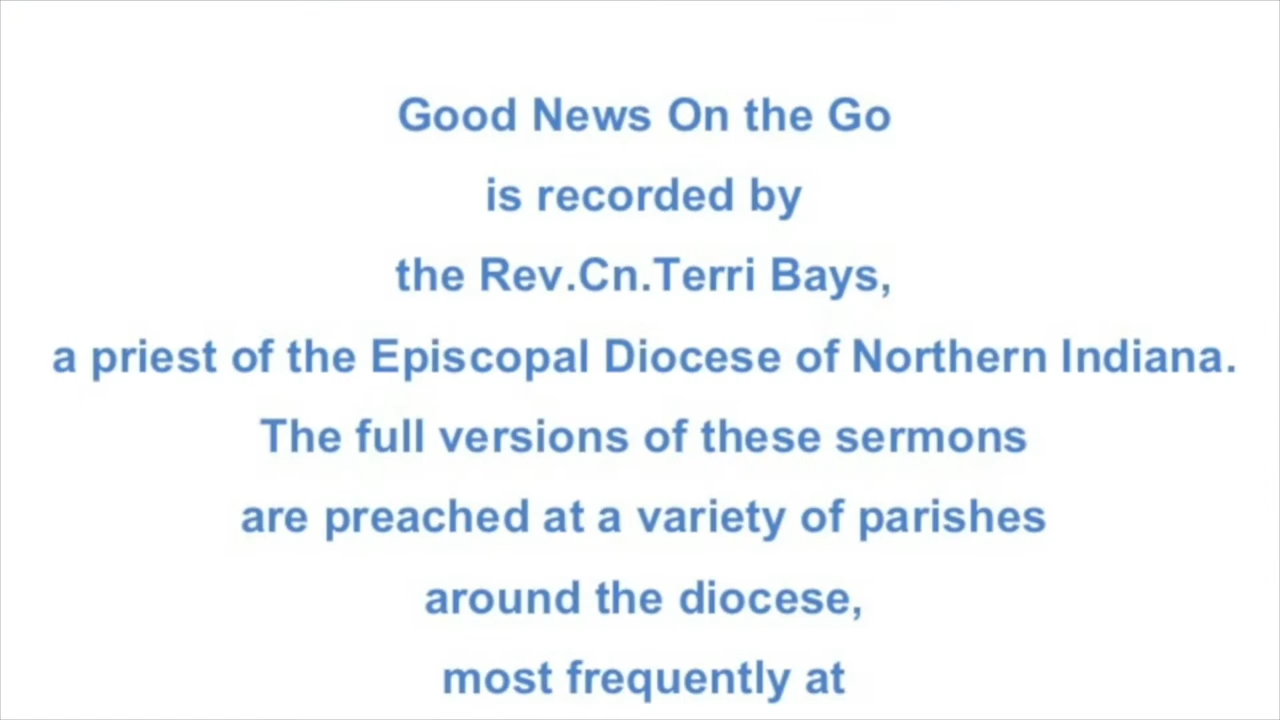 Good News On the Go
is recorded by
the Rev.Cn.Terri Bays,
a priest of the Episcopal Diocese of Northern Indiana.
The full versions of these sermons
are preached at a variety of parishes
around the diocese,
most frequently at